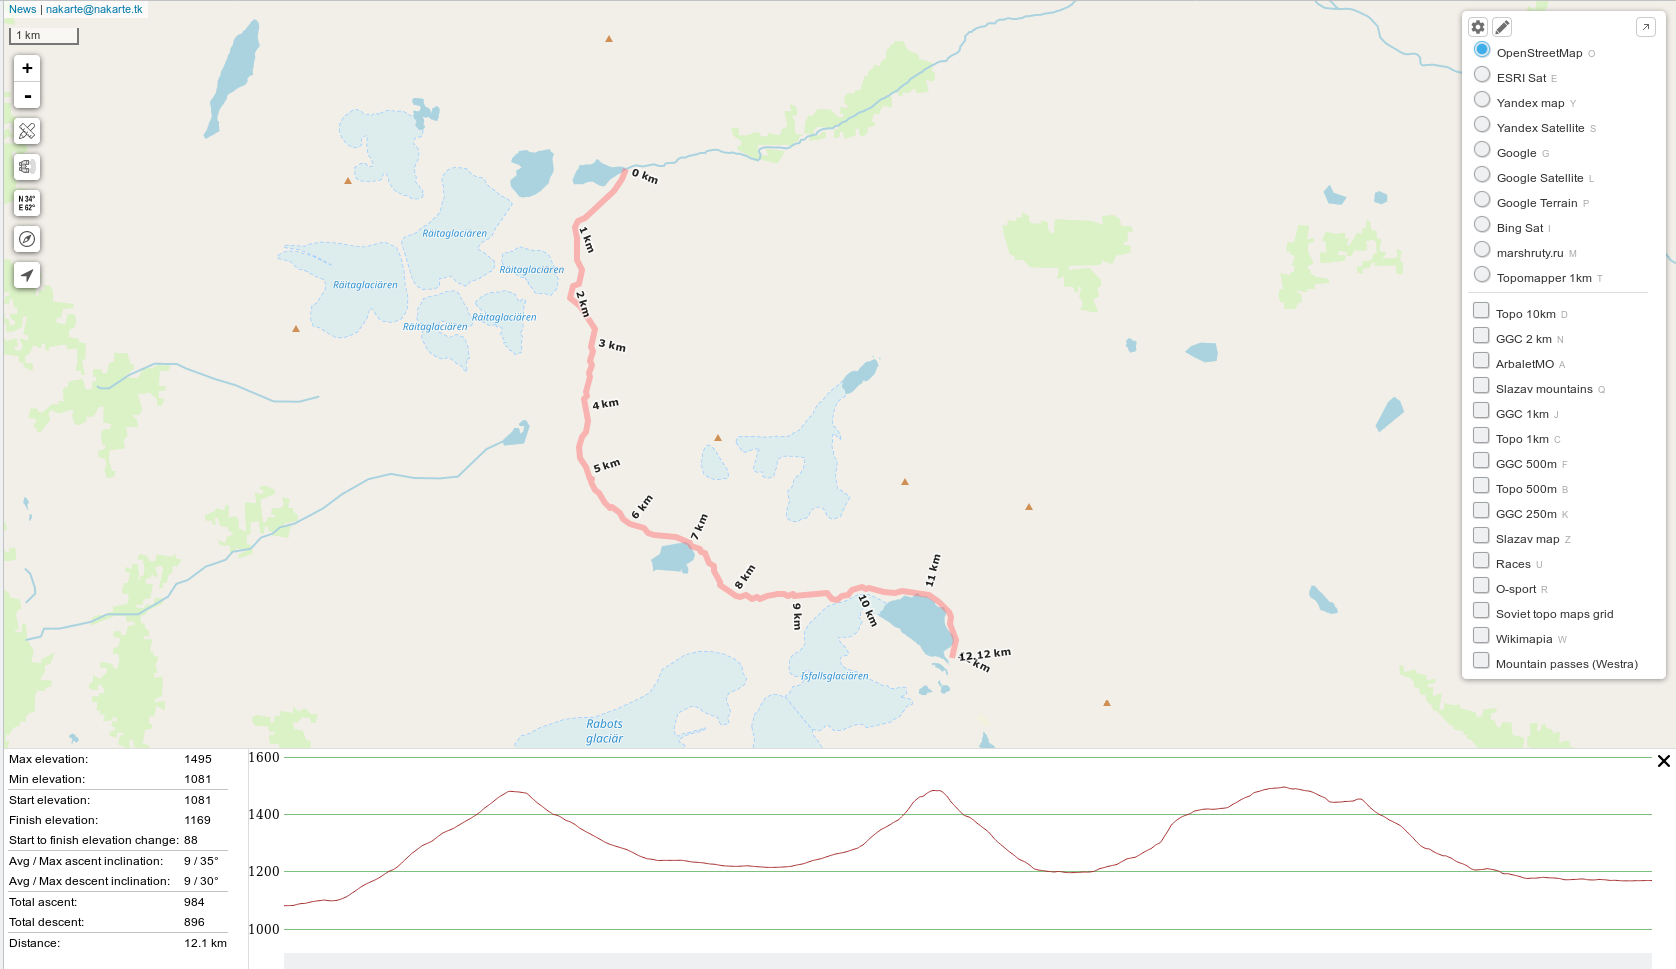 News | nakarte@nakarte.tk
1 km
+
-
N 34°
E 62°
0 km
1 km
2 km
3 km
4 km
5 km
6 km
7 km
8 km
9 km
10 km
11 km
12,12 km
km
Räitaglaciären
Räitaglaciären
Räitaglaciären
Räitaglaciären
Räitaglaciären
Isfallsglaciären
Rabots
glaciär
OpenStreetMap O
ESRI Sat E
Yandex map Y
Yandex Satellite S
Google G
Google Satellite L
Google Terrain P
Bing Sat I
marshruty.ru M
Topomapper 1km T
Topo 10km D
GGC 2 km N
ArbaletMO A
Slazav mountains Q
GGC 1km J
Topo 1km C
GGC 500m F
Topo 500m B
GGC 250m K
Slazav map Z
Races U
O-sport R
Soviet topo maps grid
Wikimapia W
Mountain passes (Westra)
Max elevation: 1495
Min elevation: 1081
Start elevation: 1081
Finish elevation: 1169
Start to finish elevation change: 88
Avg / Max ascent inclination: 9 / 35°
Avg / Max descent inclination: 9 / 30°
Total ascent: 984
Total descent: 896
Distance: 12.1 km
1600
1400
1200
1000